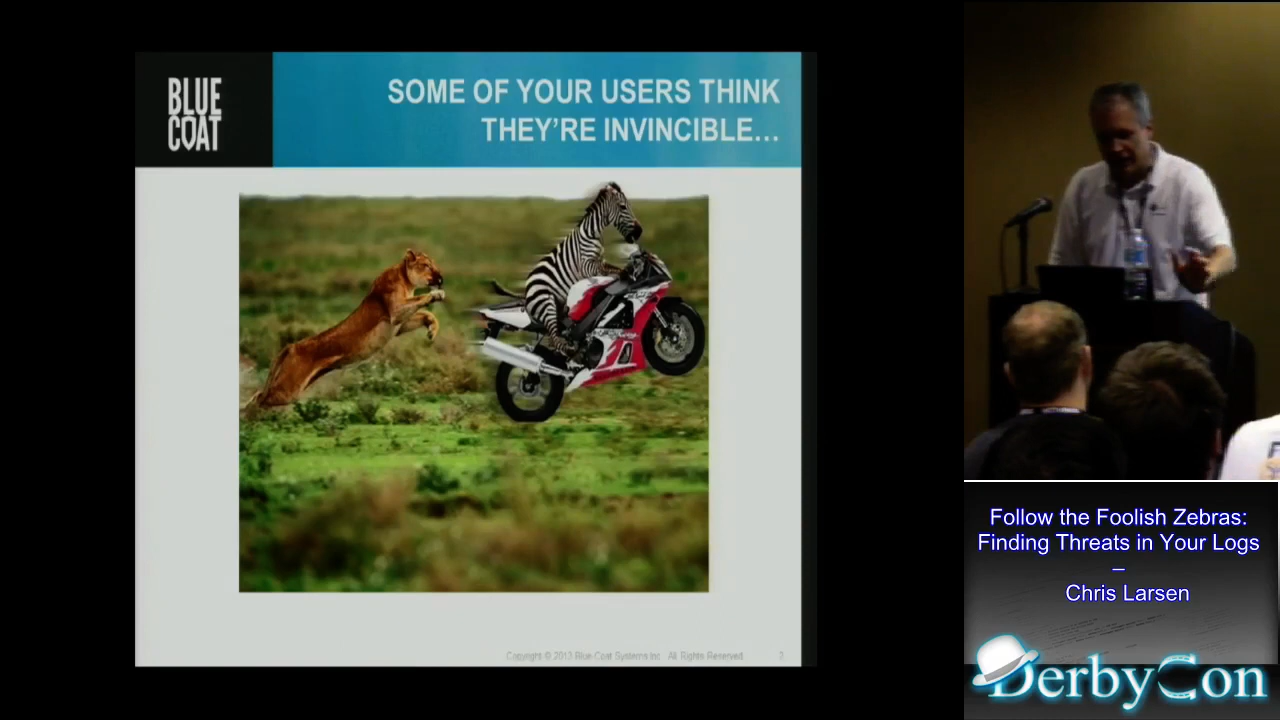 BLUE
COAT
SOME OF YOUR USERS THINK
THEY'RE INVINCIBLE…
Copyright © 2013 Blue Coat Systems Inc. All Rights Reserved.
3
Follow the Foolish Zebras:
Finding Threats in Your Logs
–
Chris Larsen
DerbyCon